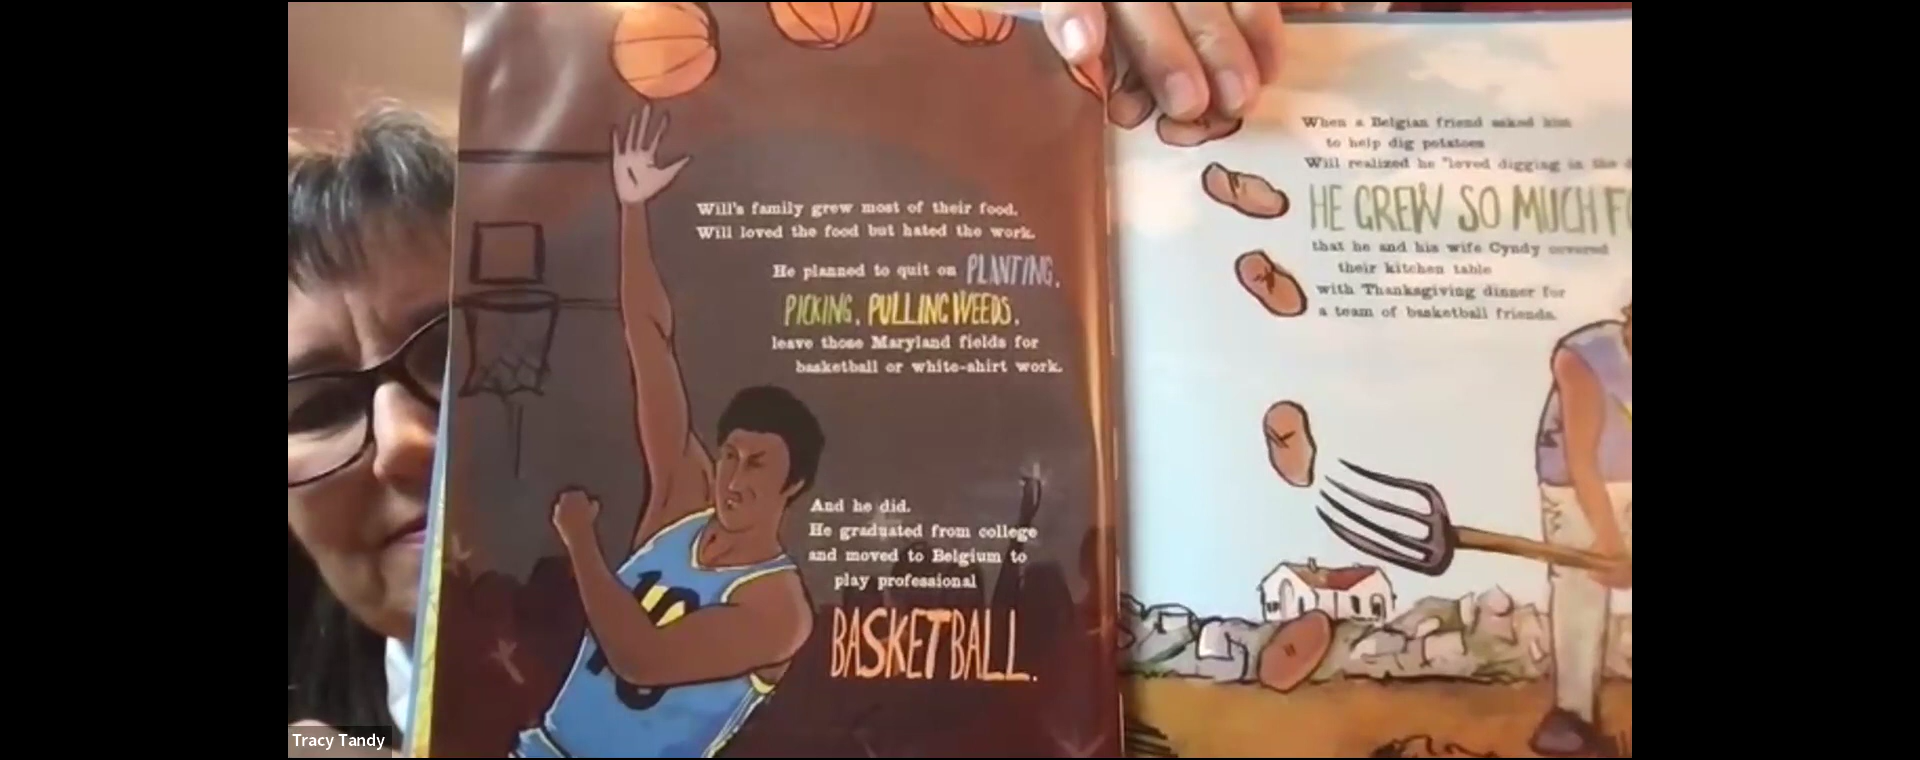 Will's family grew most of their food.
Will loved the food but hated the work.
He planned to quit on PLANTING,
PICKING, PULLING WEEDS,
leave those Maryland fields for
basketball or white-shirt work.
And he did.
He graduated from college
and moved to Belgium to
play professional
BASKETBALL.
10
When a Belgian friend asked him
to help dig potatoes
Will realized he "loved digging in the
HE GREW SO MUCH
that he and his wife Cyndy covered
their kitchen table
with Thanksgiving dinner for
a team of basketball friends.
Tracy Tandy